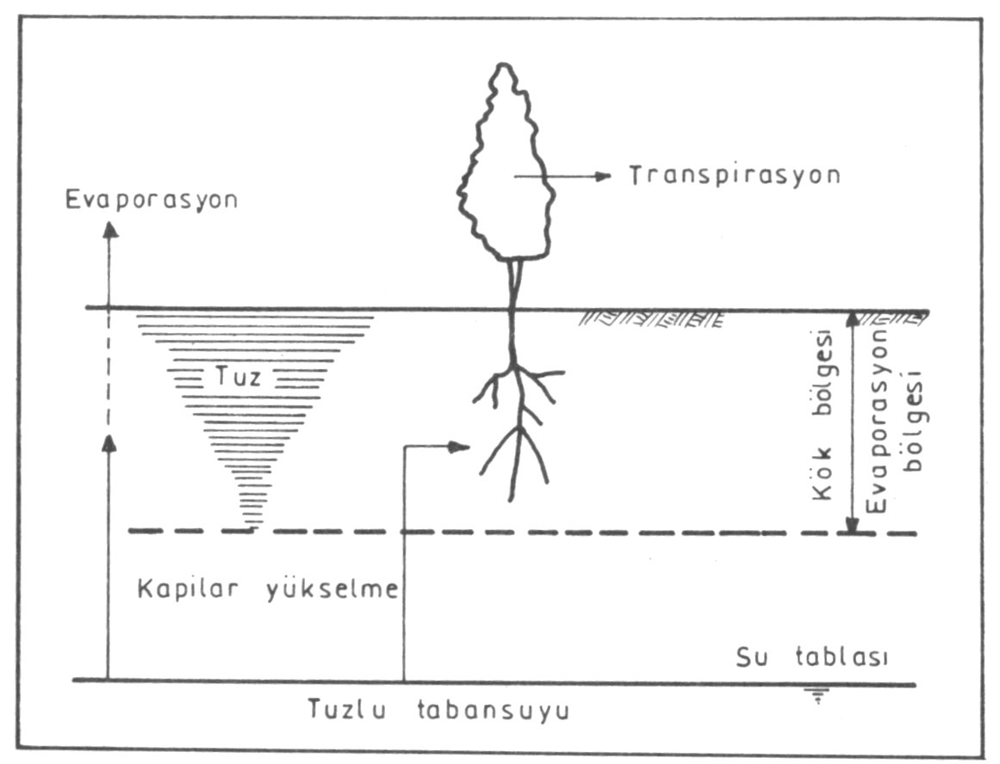 Transpirasyon
Evaporasyon
Tuz
Kök bölgesi
Evaporasyon
bölgesi
Kapilar yükselme
Su tablası
Tuzlu tabansuyu